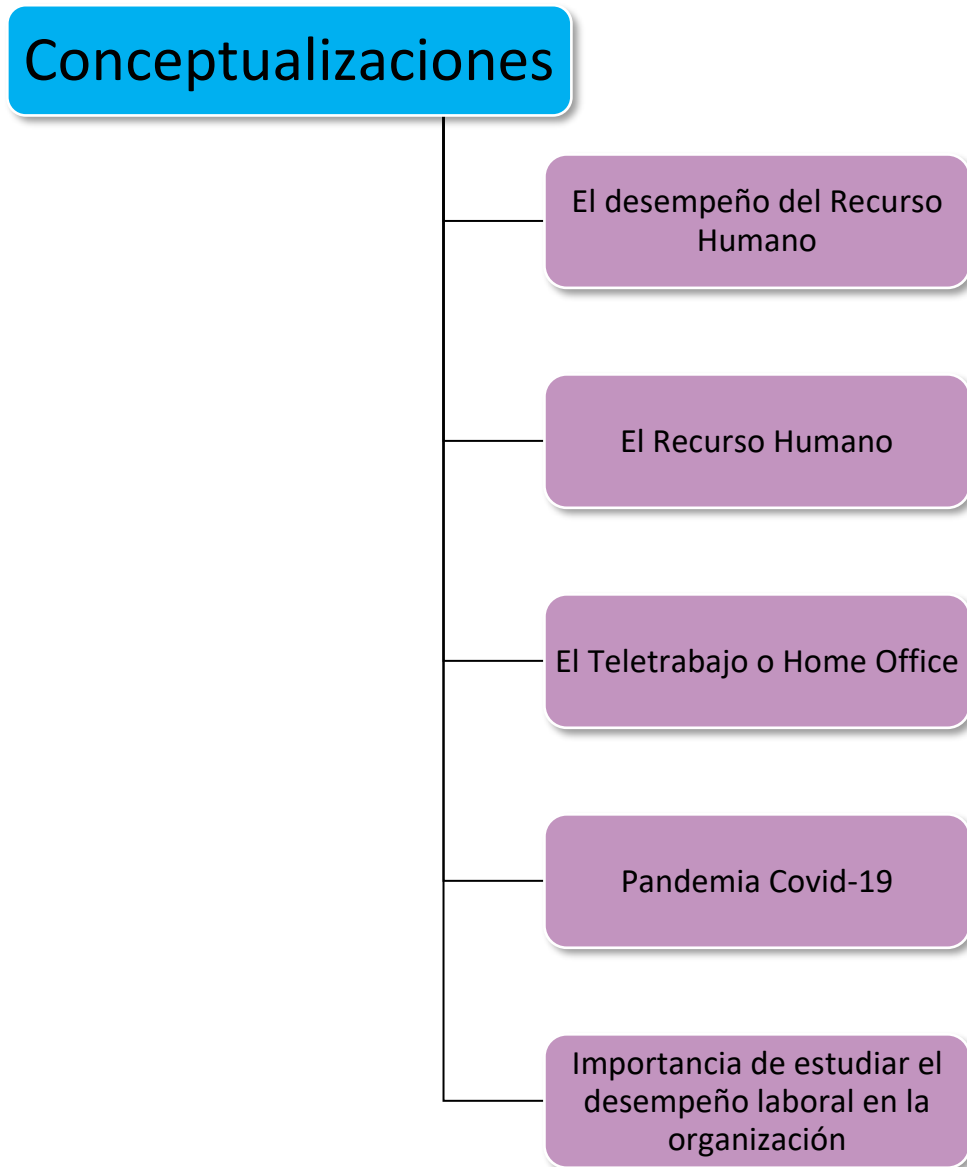 Conceptualizaciones
El desempeño del Recurso
Humano
El Recurso Humano
El Teletrabajo o Home Office
Pandemia Covid-19
Importancia de estudiar el
desempeño laboral en la
organización